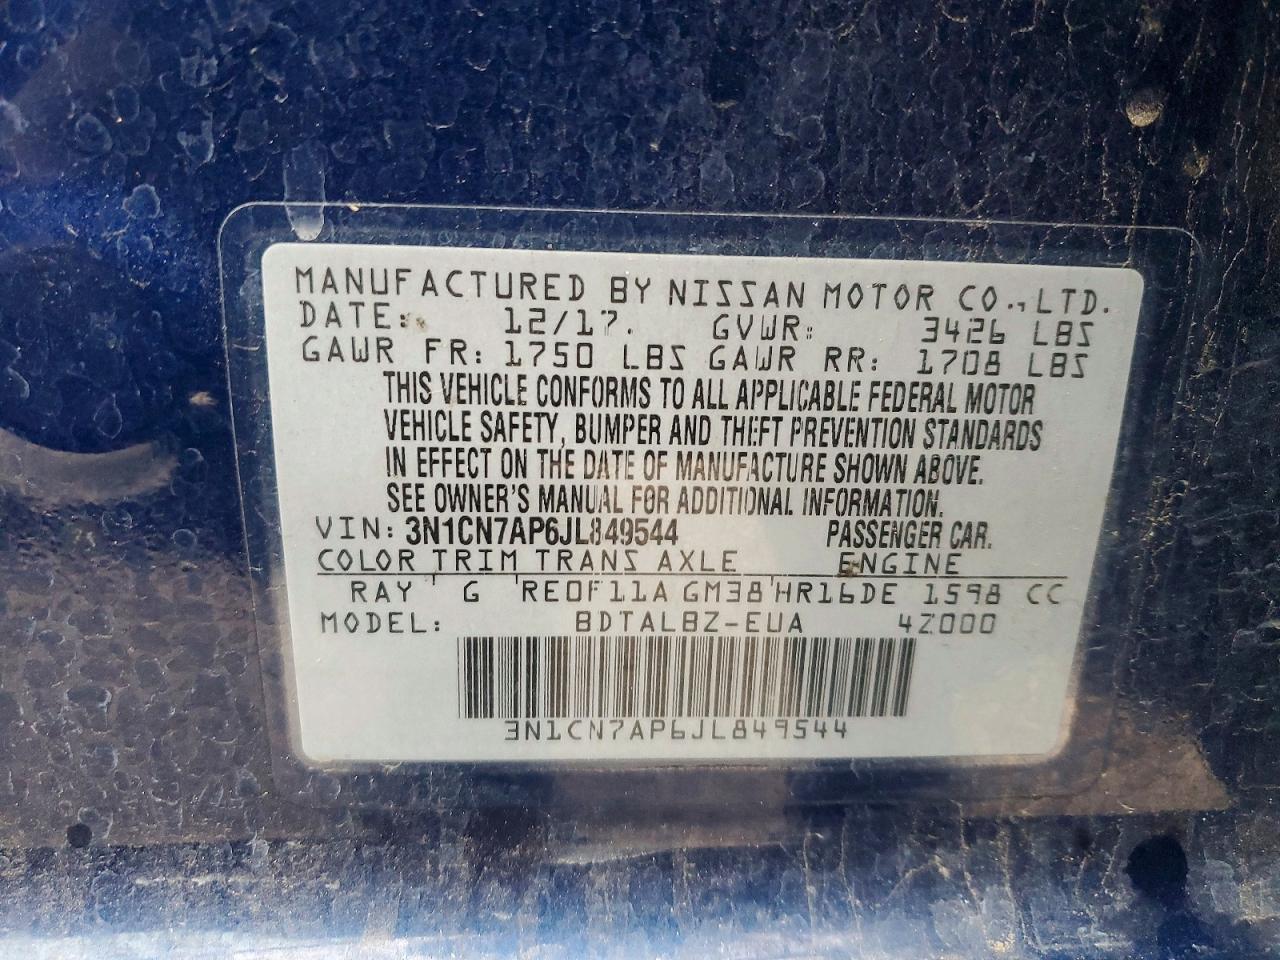 MANUFACTURED BY NISSAN MOTOR CO.,LTD.
DATE: 12/17. GVWR: 3426 LBS
GAWR FR: 1750 LBS GAWR RR: 1708 LBS
THIS VEHICLE CONFORMS TO ALL APPLICABLE FEDERAL MOTOR
VEHICLE SAFETY, BUMPER AND THEFT PREVENTION STANDARDS
IN EFFECT ON THE DATE OF MANUFACTURE SHOWN ABOVE.
SEE OWNER'S MANUAL FOR ADDITIONAL INFORMATION.
VIN: 3N1CN7AP6JL849544 PASSENGER CAR.
COLOR TRIM TRANS AXLE ENGINE
RAY G RE0F11A GM38 HR16DE 1598 CC
MODEL: BDTALBZ-EUA 4Z000
3N1CN7AP6JL849544